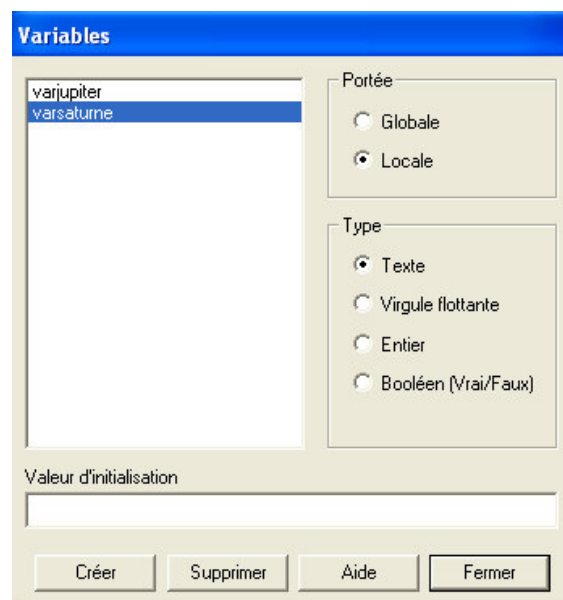 Variables
varjupiter
varsaturne
Portée
Globale
Locale
Type
Texte
Virgule flottante
Entier
Booléen (Vrai/Faux)
Valeur d'initialisation
Créer
Supprimer
Aide
Fermer